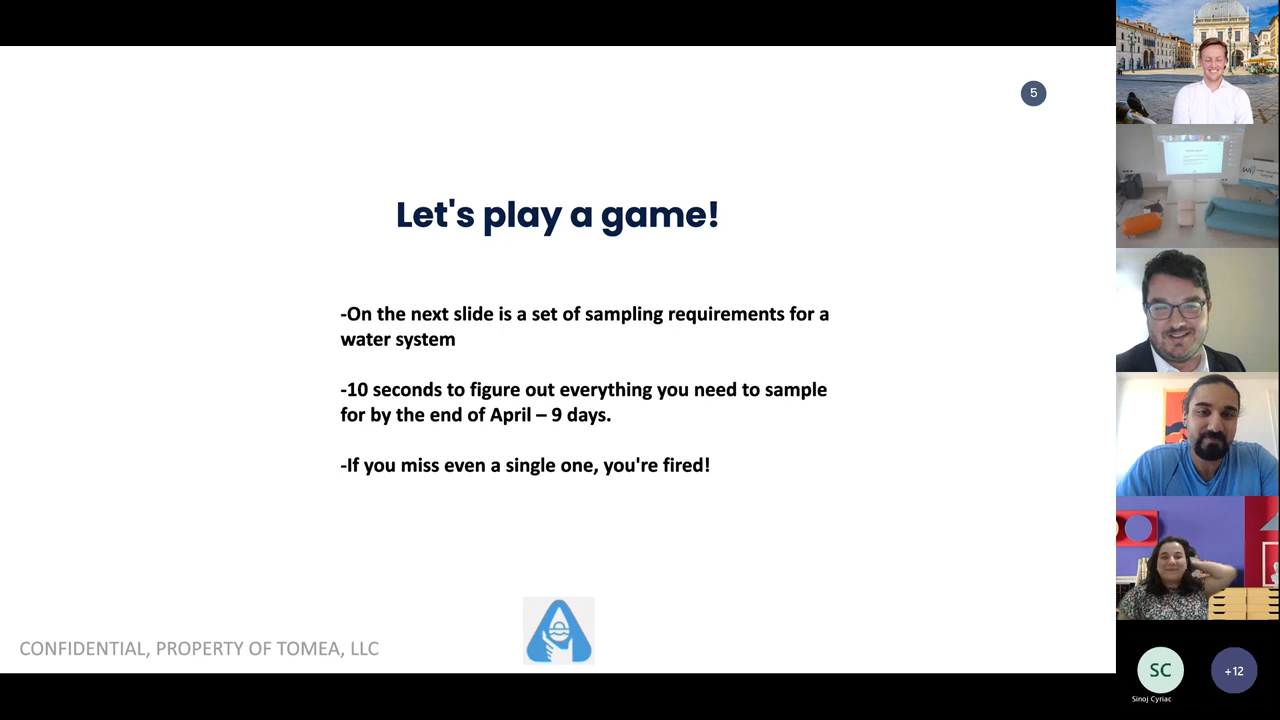 5
Let's play a game!
-On the next slide is a set of sampling requirements for a
water system
-10 seconds to figure out everything you need to sample
for by the end of April – 9 days.
-If you miss even a single one, you're fired!
CONFIDENTIAL, PROPERTY OF TOMEA, LLC
SC
+12
Sinoj Cyriac